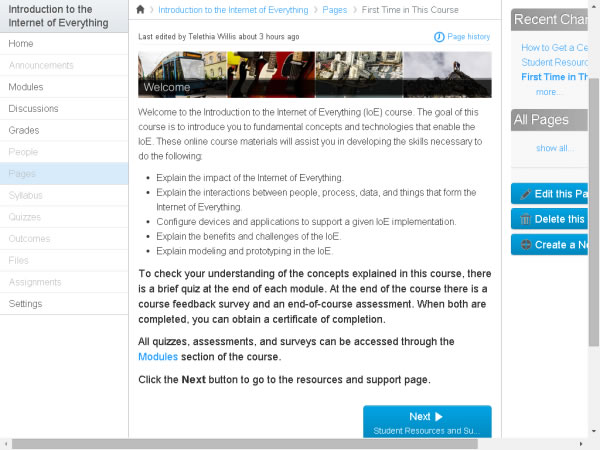 Introduction to the
Internet of Everything
Home
Announcements
Modules
Discussions
Grades
People
Pages
Syllabus
Quizzes
Outcomes
Files
Assignments
Settings
Introduction to the Internet of Everything > Pages > First Time in This Course
Last edited by Telethia Willis about 3 hours ago
Page history
Welcome
Welcome to the Introduction to the Internet of Everything (IoE) course. The goal of this
course is to introduce you to fundamental concepts and technologies that enable the
IoE. These online course materials will assist you in developing the skills necessary to
do the following:
• Explain the impact of the Internet of Everything.
• Explain the interactions between people, process, data, and things that form the
Internet of Everything.
• Configure devices and applications to support a given IoE implementation.
• Explain the benefits and challenges of the IoE.
• Explain modeling and prototyping in the IoE.
To check your understanding of the concepts explained in this course, there
is a brief quiz at the end of each module. At the end of the course there is a
course feedback survey and an end-of-course assessment. When both are
completed, you can obtain a certificate of completion.
All quizzes, assessments, and surveys can be accessed through the
Modules section of the course.
Click the Next button to go to the resources and support page.
Next
Student Resources and Su...
Recent Chan
How to Get a Ce
Student Resourc
First Time in Th
more...
All Pages
show all...
Edit this Pa
Delete this
Create a Ne